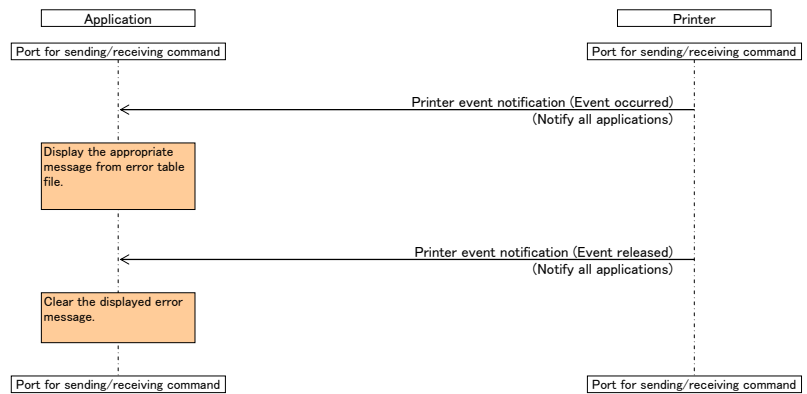 Application
Printer
Port for sending/receiving command
Port for sending/receiving command
Printer event notification (Event occurred)
(Notify all applications)
Display the appropriate
message from error table
file.
Printer event notification (Event released)
(Notify all applications)
Clear the displayed error
message.
Port for sending/receiving command
Port for sending/receiving command